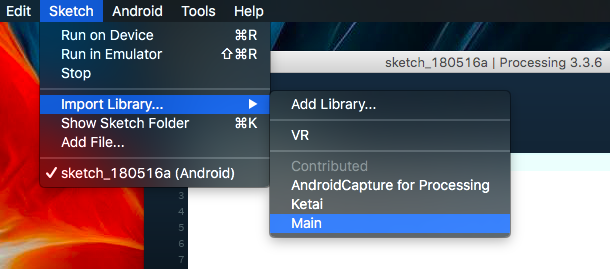 Edit Sketch Android Tools Help
Run on Device ⌘R
Run in Emulator ⇧⌘R
Stop
sketch_180516a | Processing 3.3.6
Import Library... ▶
Add Library...
Show Sketch Folder ⌘K
Add File...
VR
Contributed
✓ sketch_180516a (Android)
AndroidCapture for Processing
3
Ketai
4
Main
5
6
7